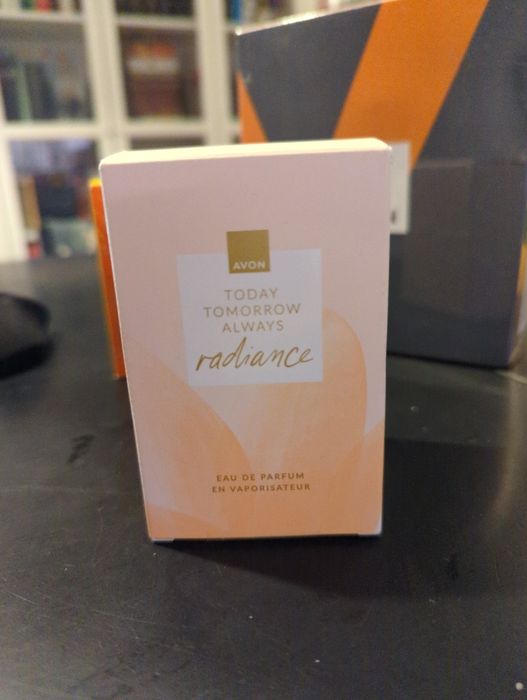 AVON
TODAY
TOMORROW
ALWAYS
radiance
EAU DE PARFUM
EN VAPORISATEUR